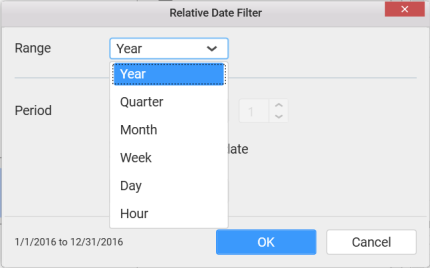 Relative Date Filter
Range
Year
Year
Quarter
Period
1
Month
Week
Day
Hour
1/1/2016 to 12/31/2016
OK
Cancel